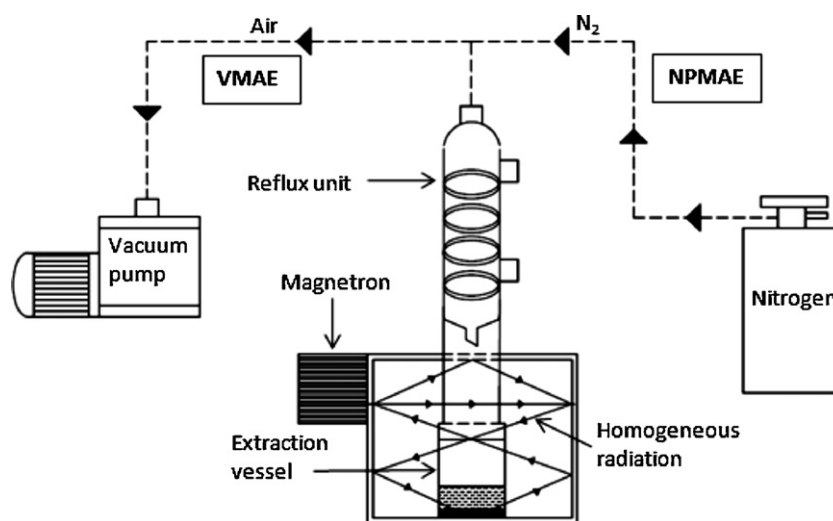 Air
N₂
VMAE
NPMAE
Reflux unit
Vacuum
pump
Magnetron
Nitrogen
Extraction
vessel
Homogeneous
radiation